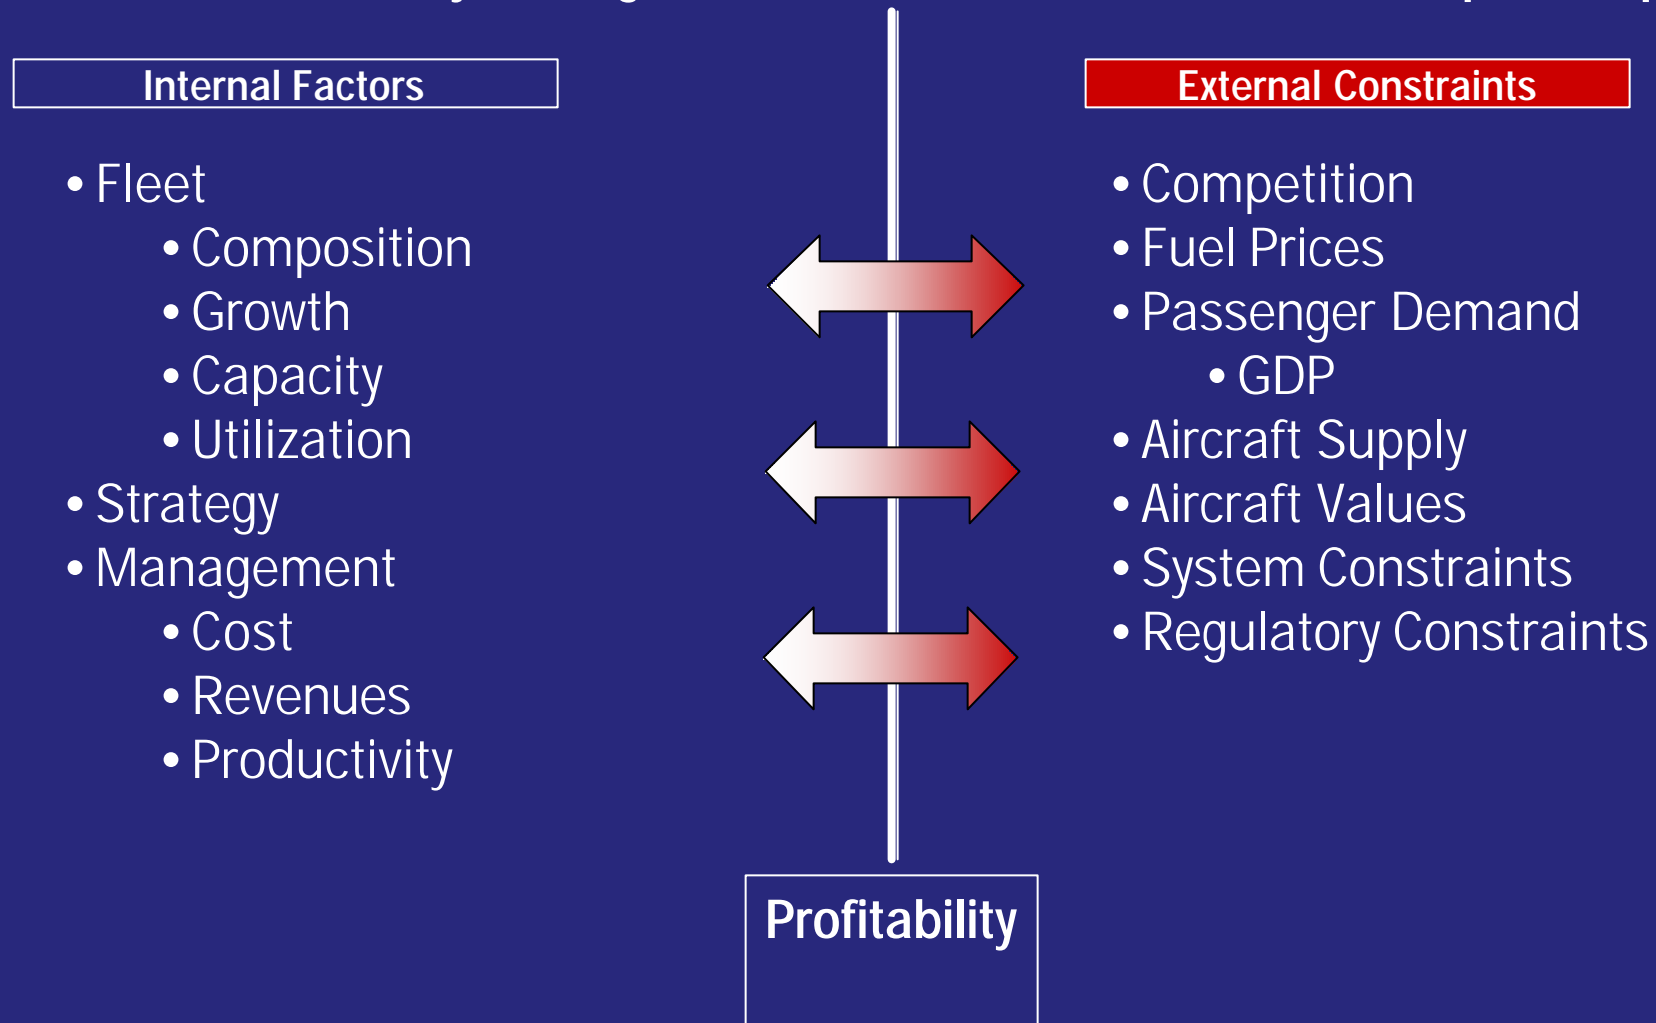 Internal Factors
• Fleet
• Composition
• Growth
• Capacity
• Utilization
• Strategy
• Management
• Cost
• Revenues
• Productivity
External Constraints
• Competition
• Fuel Prices
• Passenger Demand
• GDP
• Aircraft Supply
• Aircraft Values
• System Constraints
• Regulatory Constraints
Profitability